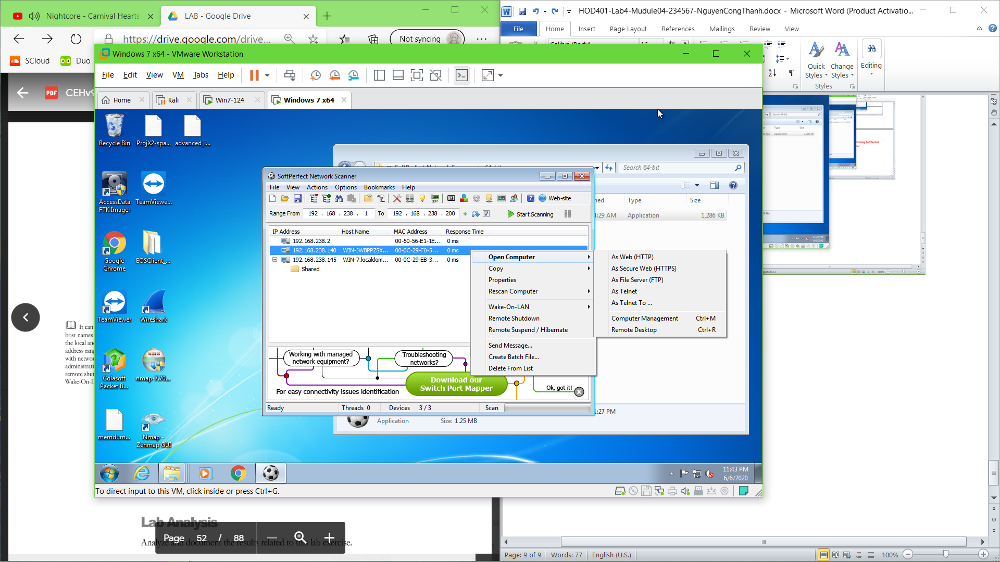 Nightcore - Carnival Hearts
LAB - Google Drive
https://drive.google.com/drive...
Not syncing
SCloud
Duo
PDF
CEHv9
HOD401-Lab4-Mudule04-234567-NguyenCongThanh.docx - Microsoft Word (Product Activatio...
File
Home
Insert
Page Layout
References
Mailings
Review
View
Quick
Styles
Change
Styles
Editing
Styles
Windows 7 x64 - VMware Workstation
File
Edit
View
VM
Tabs
Help
Home
Kali
Win7-124
Windows 7 x64
Recycle Bin
ProjX2-spa...
advanced_i...
AccessData
FTK Imager
TeamViewe...
Google
Chrome
EOSClient_...
TeamViewer
Wireshark
Colasoft
Packet B...
nmap-7.70...
memdum...
Nmap -
Zenmap GUI
Search 64-bit
Type
Size
4:29 AM
Application
1,286 KB
SoftPerfect Network Scanner
File
View
Actions
Options
Bookmarks
Help
Web-site
Range From
192 . 168 . 238 . 1
To
192 . 168 . 238 . 200
Start Scanning
IP Address
Host Name
MAC Address
Response Time
192.168.238.2
00-50-56-E1-1E...
0 ms
192.168.238.140
WIN-JWBPPZSX...
00-0C-29-F0-5...
0 ms
192.168.238.145
WIN-7.localdom...
00-0C-29-EB-3...
0 ms
Shared
Open Computer
Copy
Properties
Rescan Computer
Wake-On-LAN
Remote Shutdown
Remote Suspend / Hibernate
Send Message...
Create Batch File...
Delete From List
As Web (HTTP)
As Secure Web (HTTPS)
As File Server (FTP)
As Telnet
As Telnet To ...
Computer Management Ctrl+M
Remote Desktop Ctrl+R
Working with managed
network equipment?
Troubleshooting
networks?
Download our
Switch Port Mapper
For easy connectivity issues identification
Ok, got it!
Ready
Threads 0
Devices 3 / 3
Scan
:27 PM
Application
Size: 1.25 MB
11:43 PM
6/6/2020
To direct input to this VM, click inside or press Ctrl+G.
It can
host names
the local an
address rang
with networ
administrati
remote shut
Wake-On-L
Lab Analysis
Analyze and document the results related to this lab exercise.
Page 52 / 88
Page: 9 of 9
Words: 77
English (U.S.)
100%